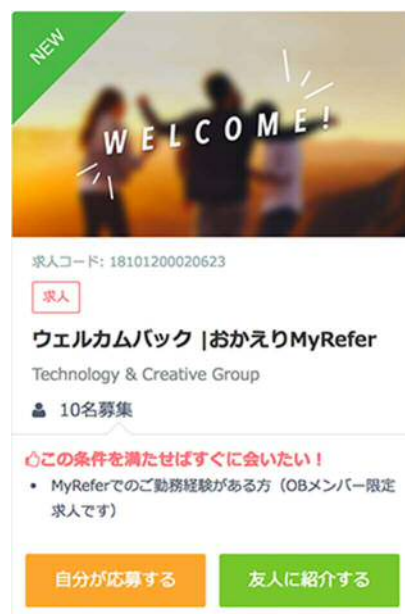 NEW
WELCOME!
求人コード: 18101200020623
求人
ウェルカムバック |おかえりMyRefer
Technology & Creative Group
10名募集
この条件を満たせばすぐに会いたい！
• MyReferでのご勤務経験がある方（OBメンバー限定
求人です）
自分が応募する
友人に紹介する